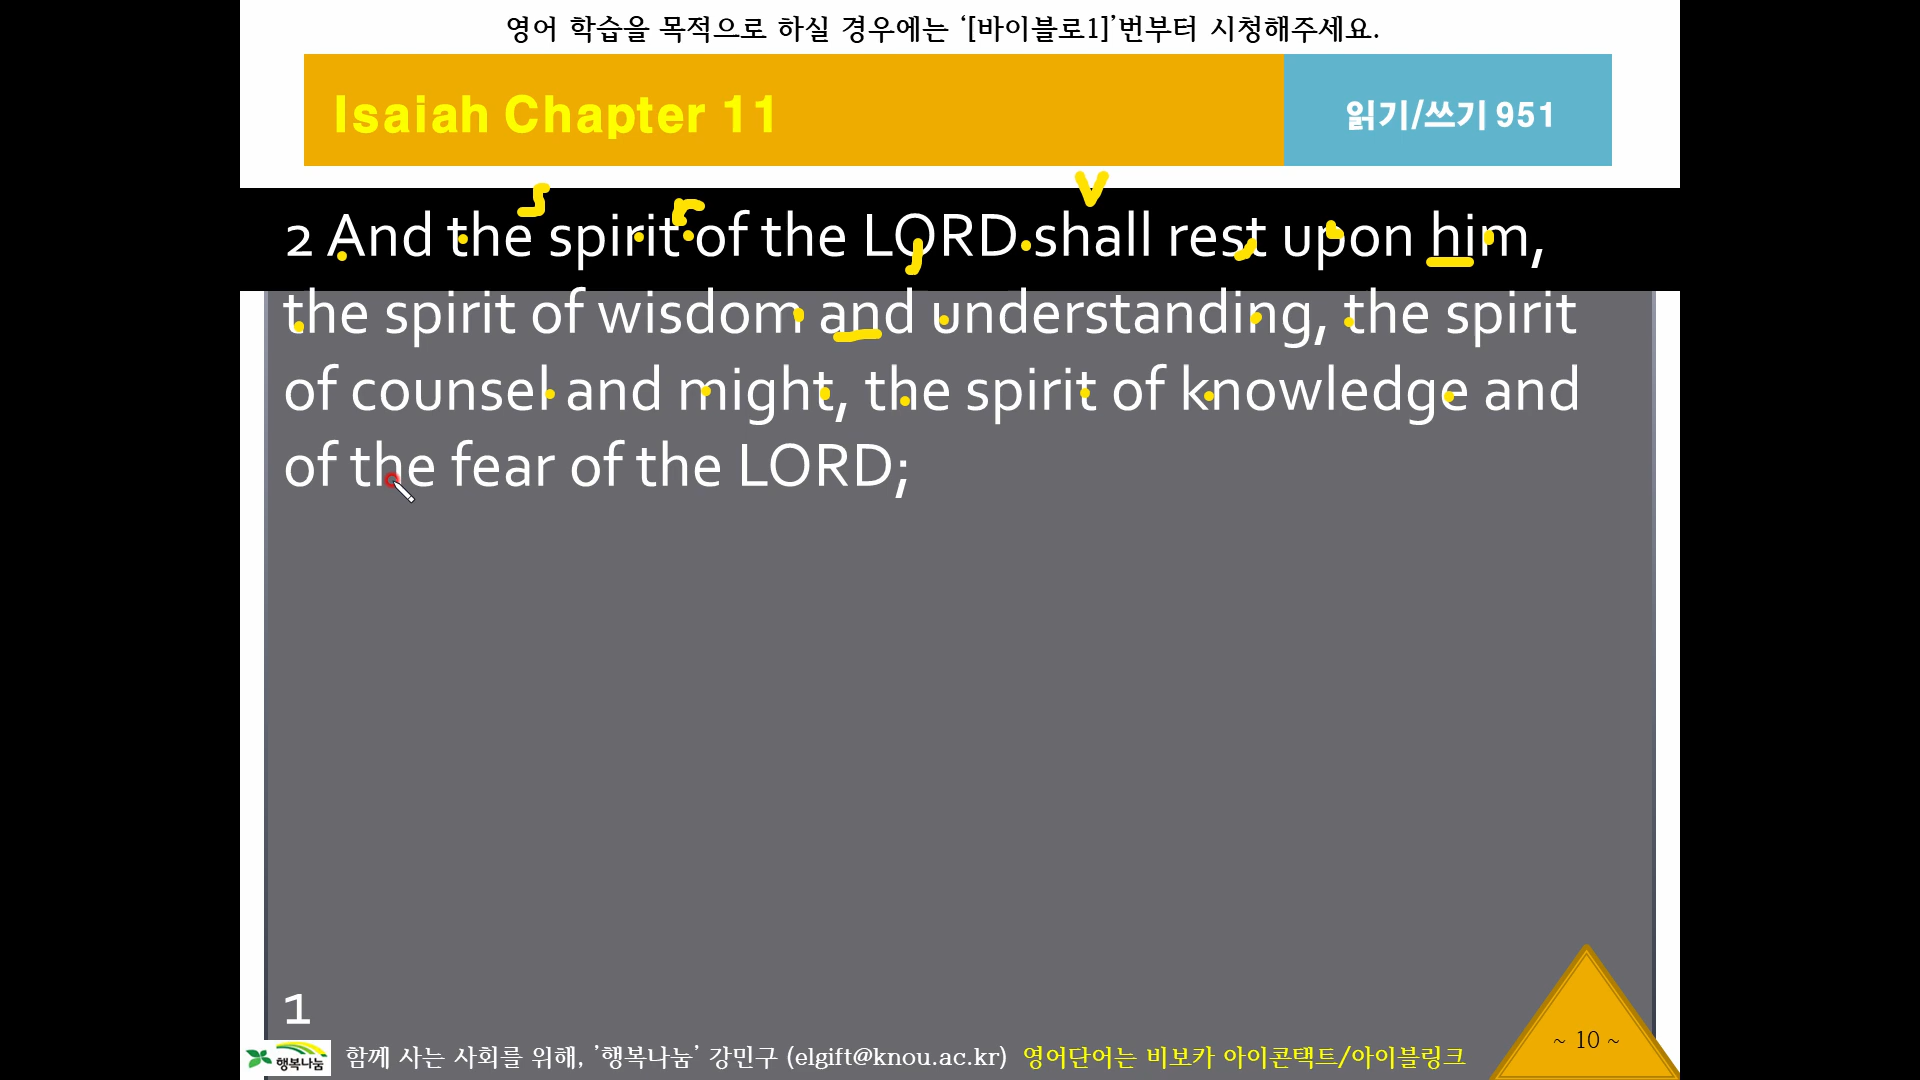 영어 학습을 목적으로 하실 경우에는 ‘[바이블로1]’번부터 시청해주세요.
Isaiah Chapter 11
읽기/쓰기 951
2 And the spirit of the LORD shall rest upon him,
the spirit of wisdom and understanding, the spirit
of counsel and might, the spirit of knowledge and
of the fear of the LORD;
1
~ 10 ~
행복나눔
함께 사는 사회를 위해, ’행복나눔’ 강민구 (elgift@knou.ac.kr) 영어단어는 비보카 아이콘택트/아이블링크